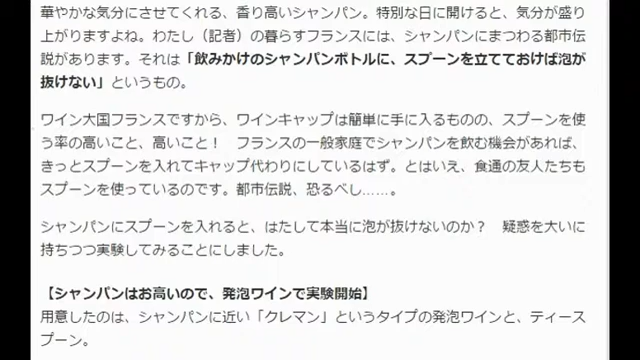 華やかな気分にさせてくれる、香り高いシャンパン。特別な日に開けると、気分が盛り
上がりますよね。わたし（記者）の暮らすフランスには、シャンパンにまつわる都市伝
説があります。それは「飲みかけのシャンパンボトルに、スプーンを立てておけば泡が
抜けない」というもの。
ワイン大国フランスですから、ワインキャップは簡単に手に入るものの、スプーンを使
う率の高いこと、高いこと！　フランスの一般家庭でシャンパンを飲む機会があれば、
きっとスプーンを入れてキャップ代わりにしているはず。とはいえ、食通の友人たちも
スプーンを使っているのです。都市伝説、恐るべし……。
シャンパンにスプーンを入れると、はたして本当に泡が抜けないのか？　疑惑を大いに
持ちつつ実験してみることにしました。
【シャンパンはお高いので、発泡ワインで実験開始】
用意したのは、シャンパンに近い「クレマン」というタイプの発泡ワインと、ティース
プーン。